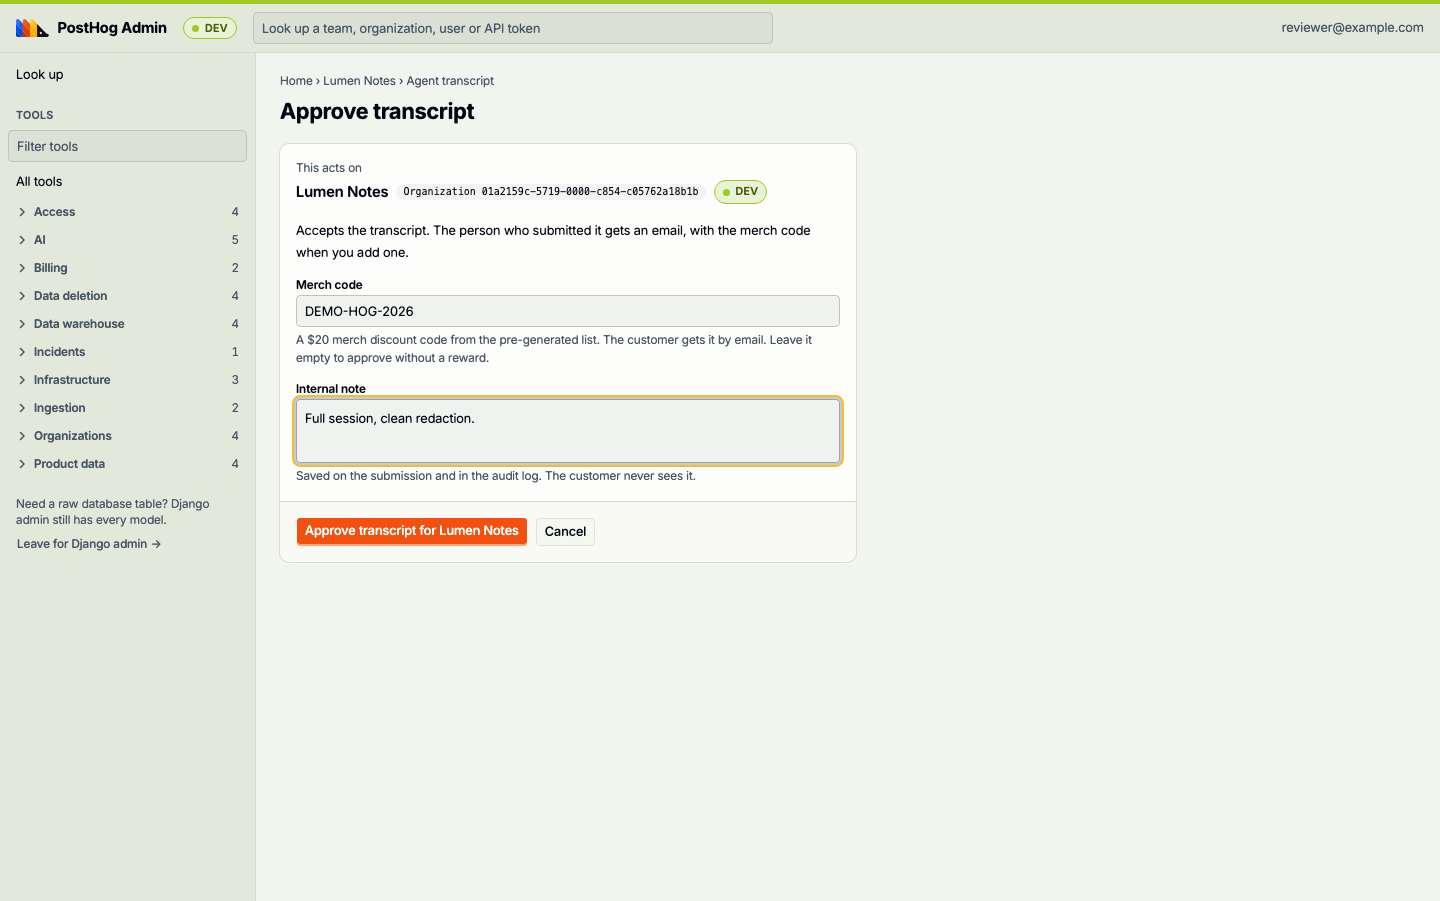 PostHog Admin
DEV
Look up a team, organization, user or API token
reviewer@example.com
Look up
TOOLS
Filter tools
All tools
Access 4
AI 5
Billing 2
Data deletion 4
Data warehouse 4
Incidents 1
Infrastructure 3
Ingestion 2
Organizations 4
Product data 4
Need a raw database table? Django
admin still has every model.
Leave for Django admin →
Home › Lumen Notes › Agent transcript
Approve transcript
This acts on
Lumen Notes Organization 01a2159c-5719-0000-c854-c05762a18b1b DEV
Accepts the transcript. The person who submitted it gets an email, with the merch code
when you add one.
Merch code
DEMO-HOG-2026
A $20 merch discount code from the pre-generated list. The customer gets it by email. Leave it
empty to approve without a reward.
Internal note
Full session, clean redaction.
Saved on the submission and in the audit log. The customer never sees it.
Approve transcript for Lumen Notes Cancel